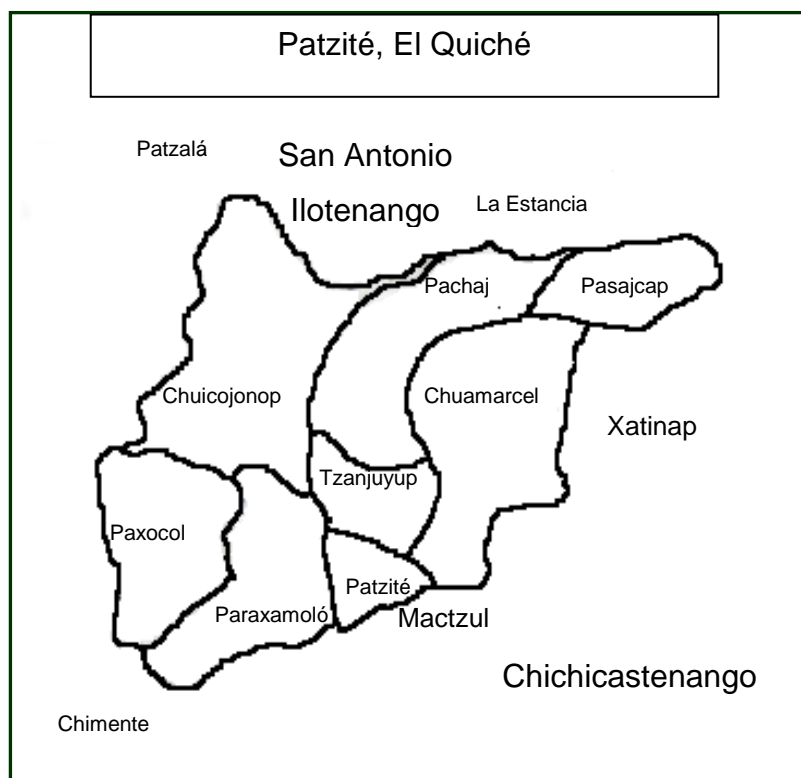 Patzité, El Quiché
Patzalá
San Antonio
Ilotenango
La Estancia
Pachaj
Pasajcap
Chuicojonop
Chuamarcel
Xatinap
Tzanjuyup
Paxocol
Patzité
Paraxamoló
Mactzul
Chichicastenango
Chimente